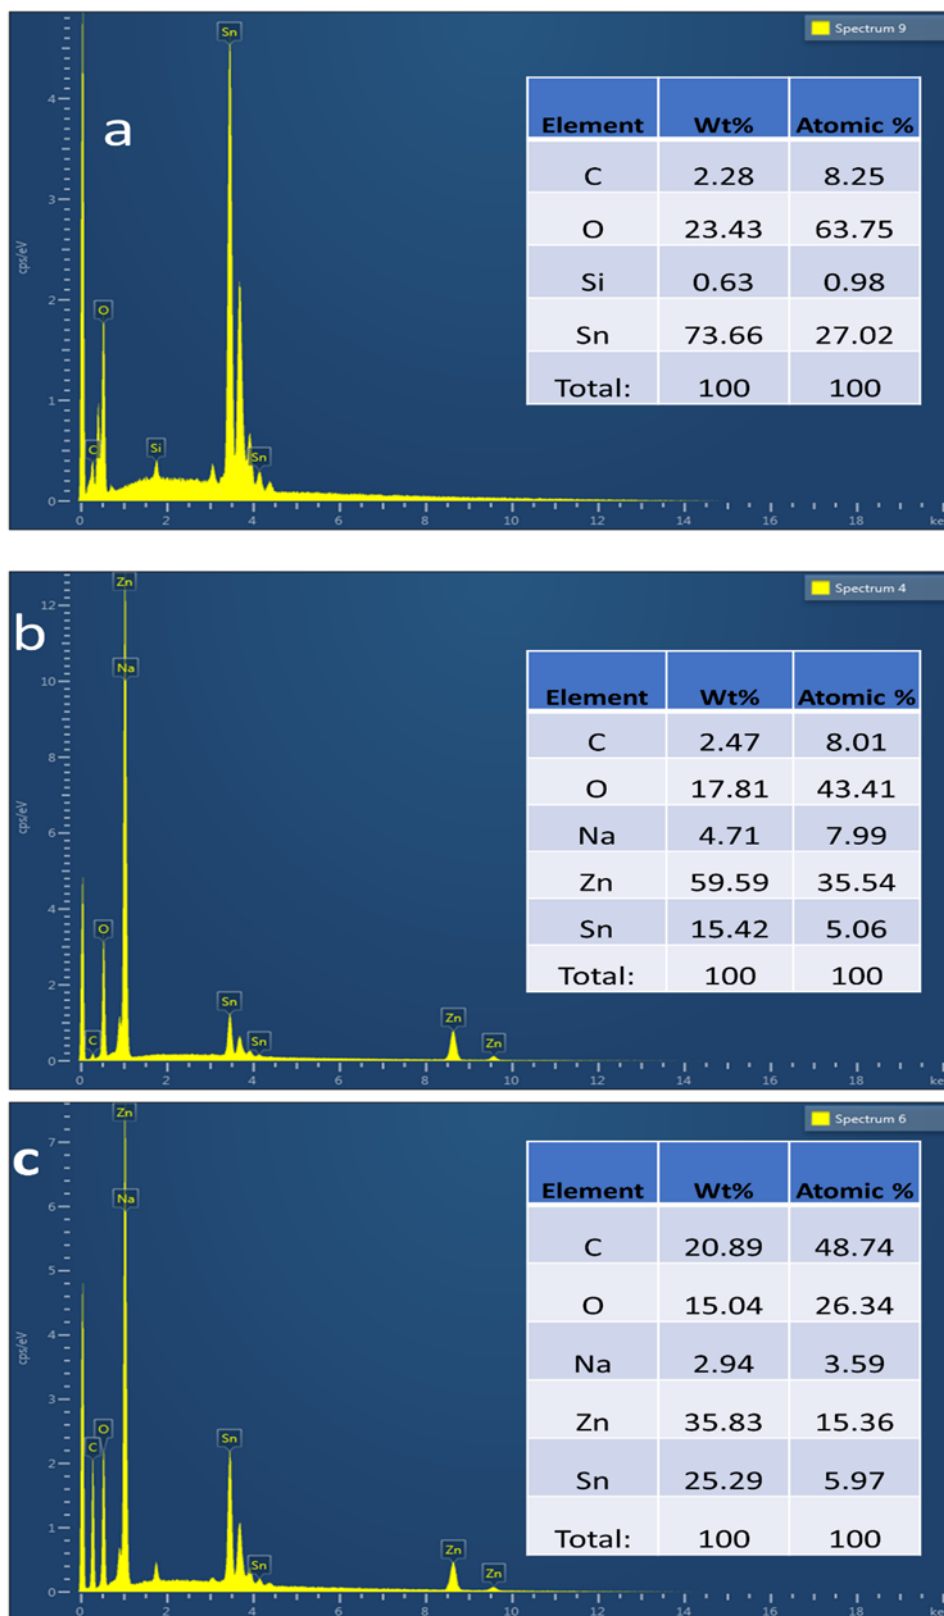 Spectrum 9
a
cps/eV
Sn
O
C
Si
Sn
4
3
2
1
0
0 2 4 6 8 10 12 14 16 18 ke
Element Wt% Atomic %
C 2.28 8.25
O 23.43 63.75
Si 0.63 0.98
Sn 73.66 27.02
Total: 100 100
Spectrum 4
b
cps/eV
Zn
Na
O
C
Sn
Sn
Zn
Zn
12
10
8
6
4
2
0
0 2 4 6 8 10 12 14 16 18 ke
Element Wt% Atomic %
C 2.47 8.01
O 17.81 43.41
Na 4.71 7.99
Zn 59.59 35.54
Sn 15.42 5.06
Total: 100 100
Spectrum 6
c
cps/eV
Zn
Na
O
C
Sn
Sn
Zn
Zn
7
6
5
4
3
2
1
0
0 2 4 6 8 10 12 14 16 18 ke
Element Wt% Atomic %
C 20.89 48.74
O 15.04 26.34
Na 2.94 3.59
Zn 35.83 15.36
Sn 25.29 5.97
Total: 100 100